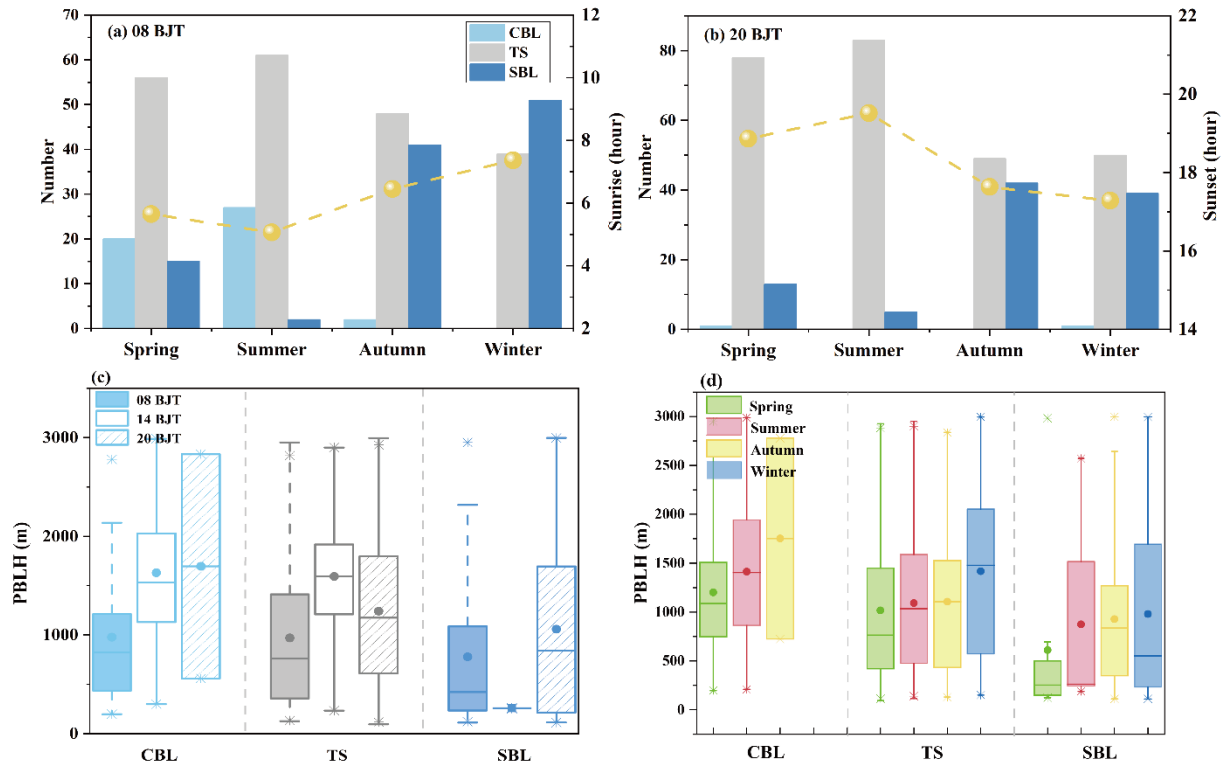 (a) 08 BJT
CBL
TS
SBL
70
60
50
40
30
20
10
0
Number
12
10
8
6
4
2
Sunrise (hour)
Spring Summer Autumn Winter
(b) 20 BJT
80
60
40
20
0
Number
22
20
18
16
14
Sunset (hour)
Spring Summer Autumn Winter
(c)
08 BJT
14 BJT
20 BJT
3000
2000
1000
0
PBLH (m)
CBL TS SBL
(d)
Spring
Summer
Autumn
Winter
3000
2500
2000
1500
1000
500
0
PBLH (m)
CBL TS SBL